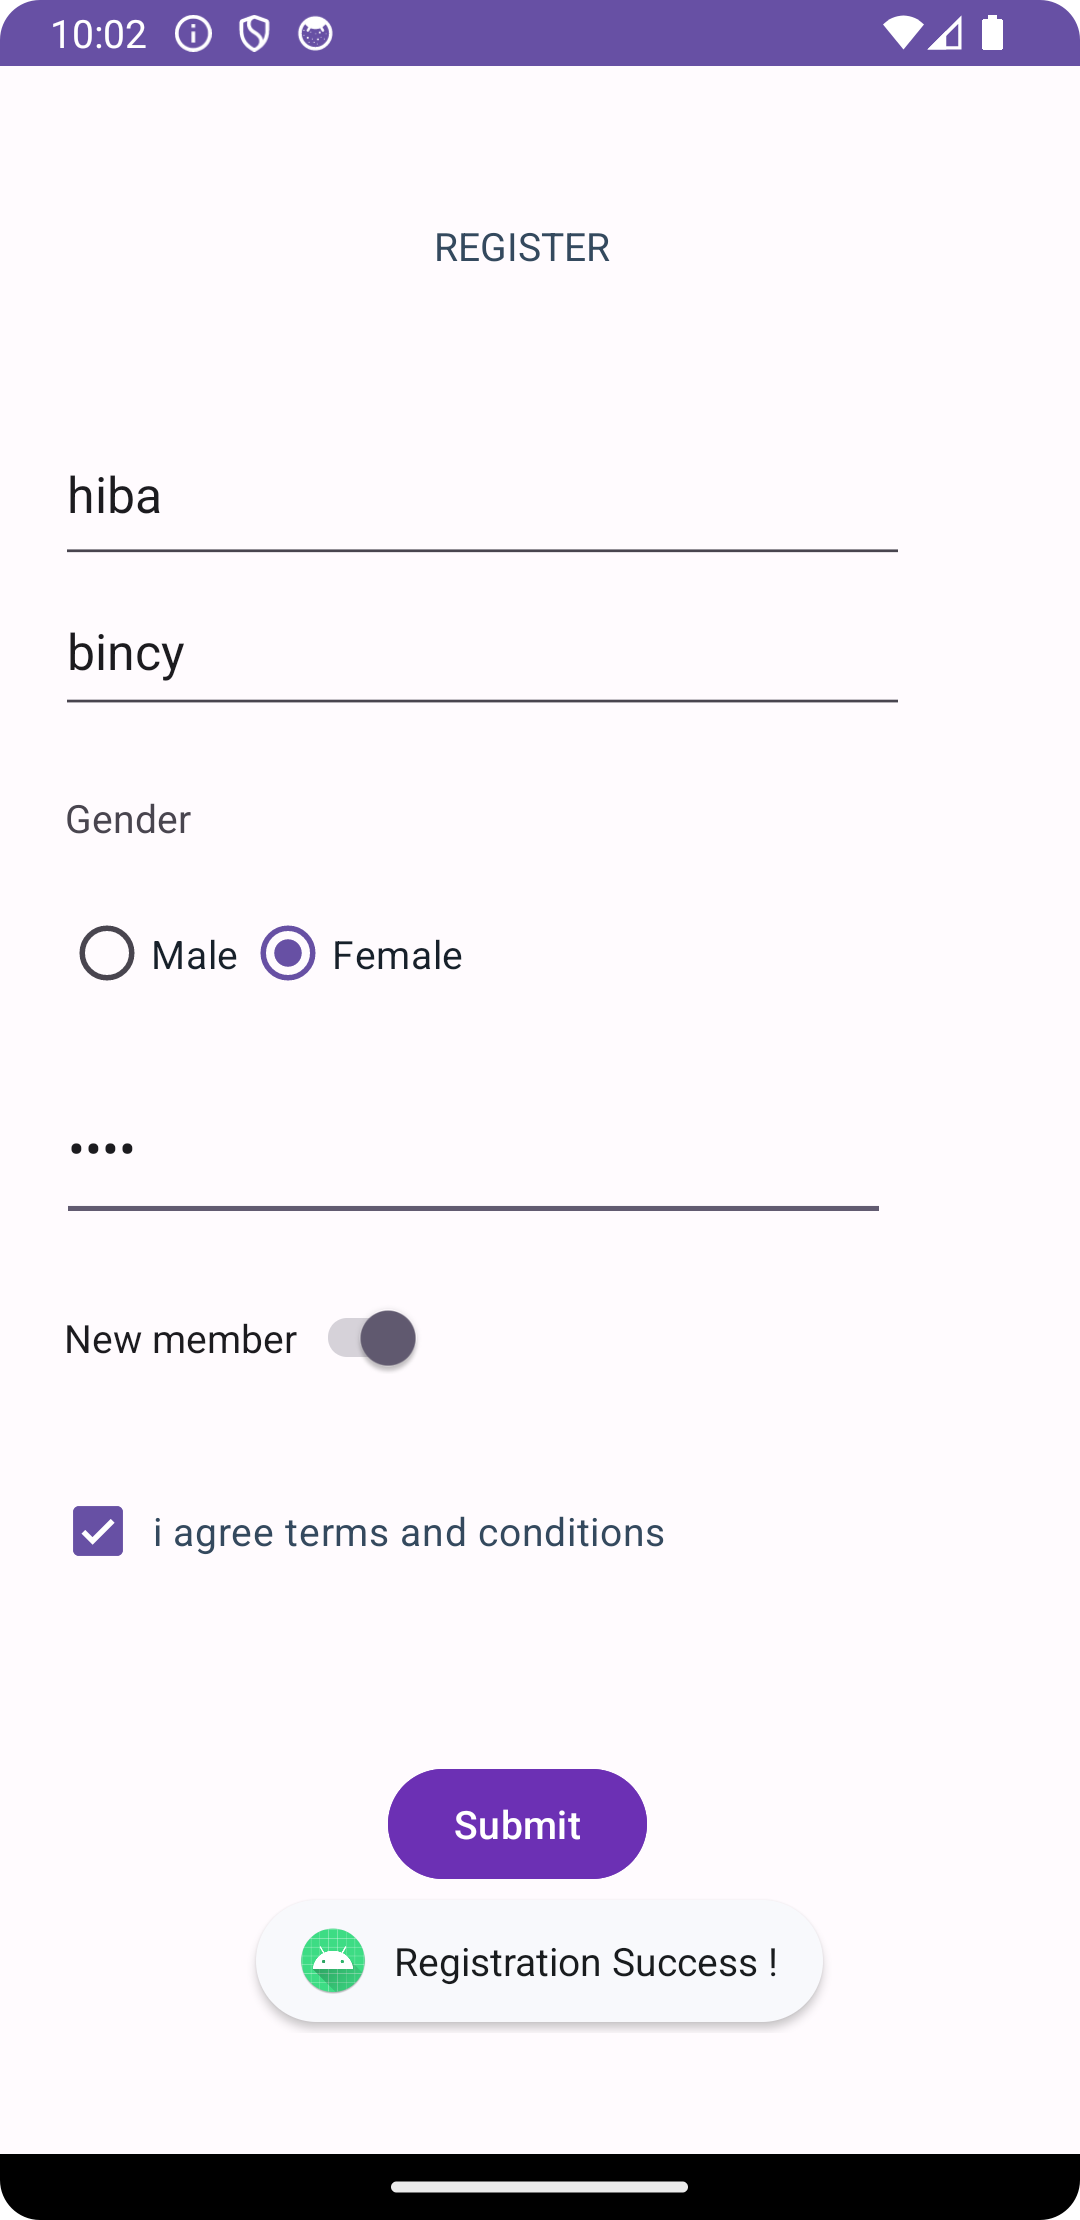 10:02
REGISTER
hiba
bincy
Gender
Male Female
••••
New member
i agree terms and conditions
Submit
Registration Success !